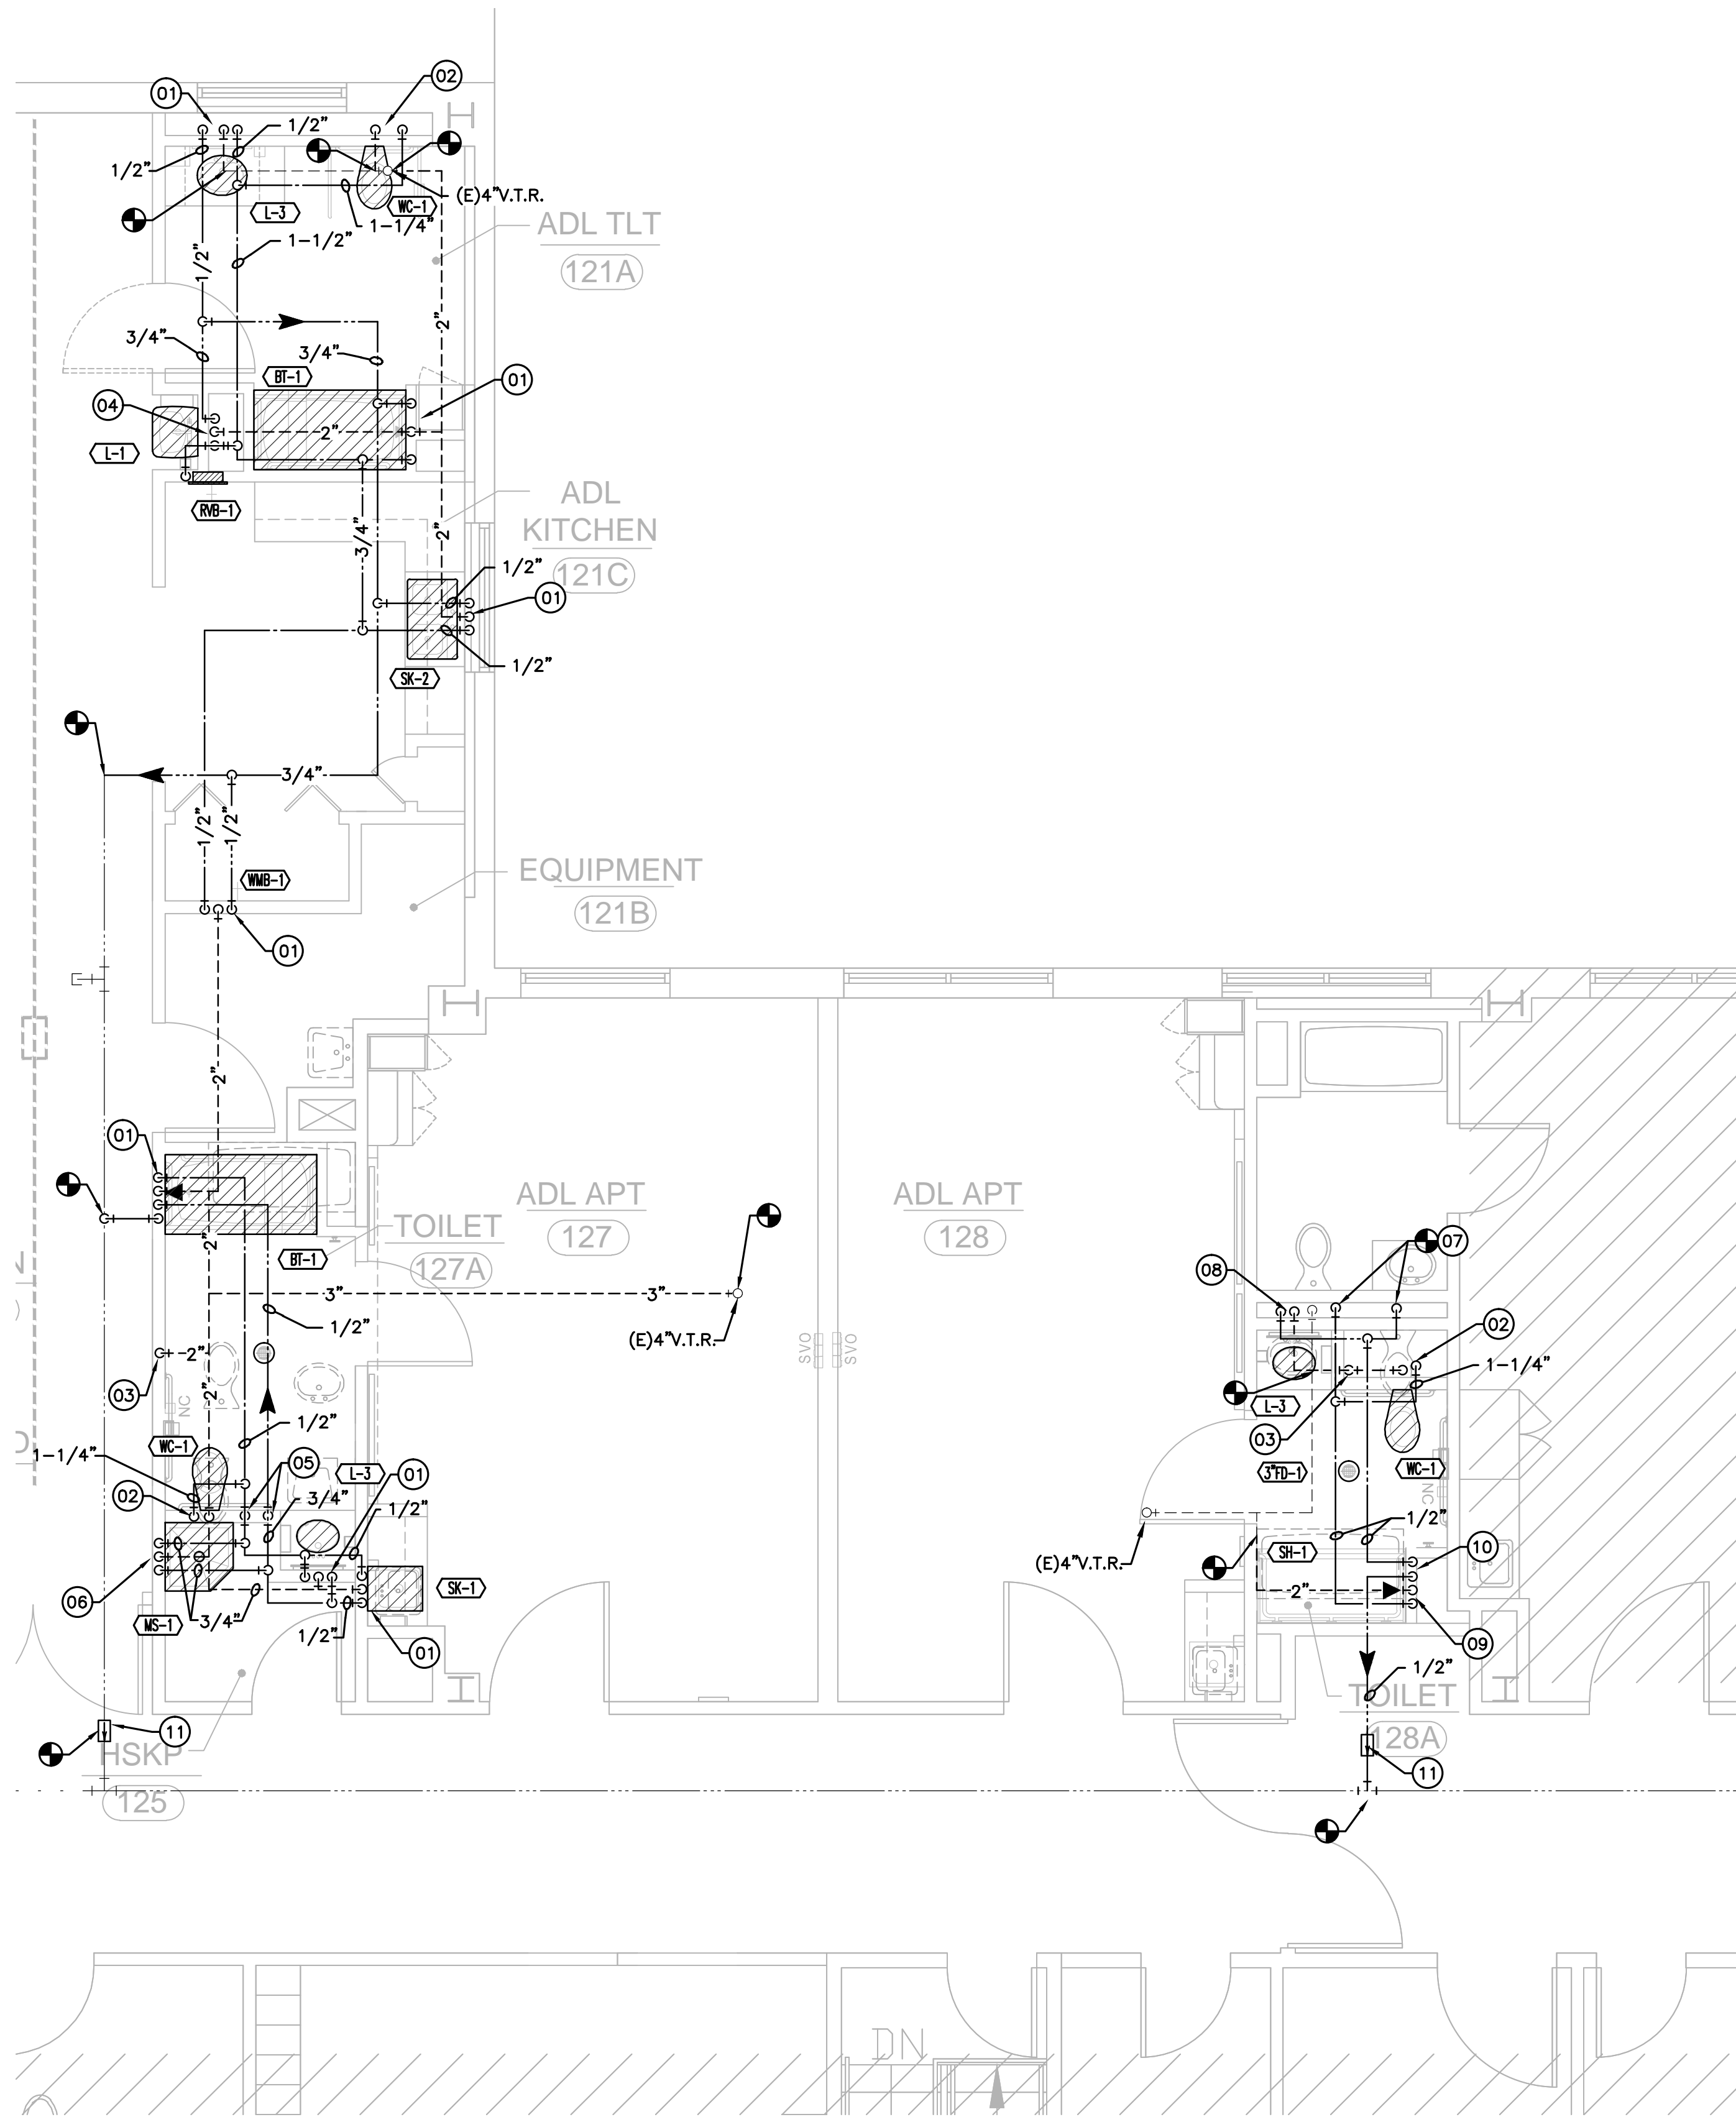 02
01
1/2"
1/2"
(E)4"V.T.R.
L-3
WC-1
1-1/4"
ADL TLT
121A
1-1/2"
1/2"
2"
3/4"
3/4"
BT-1
01
04
2"
L-1
RVB-1
ADL
KITCHEN
121C
3/4"
2"
1/2"
01
1/2"
SK-2
3/4"
1/2"
1/2"
WMB-1
EQUIPMENT
121B
01
2"
01
ADL APT
127
ADL APT
128
TOILET
127A
2"
BT-1
07
08
3"
3"
1/2"
(E)4"V.T.R.
SVO
SVO
02
2"
03
2"
NC
1-1/4"
L-3
03
1/2"
WC-1
1-1/4"
05
L-3
01
3"FD-1
WC-1
NC
02
3/4"
1/2"
1/2"
(E)4"V.T.R.
SH-1
10
06
SK-1
2"
MS-1
3/4"
1/2"
01
09
1/2"
TOILET
128A
11
HSKP
125
11
DN